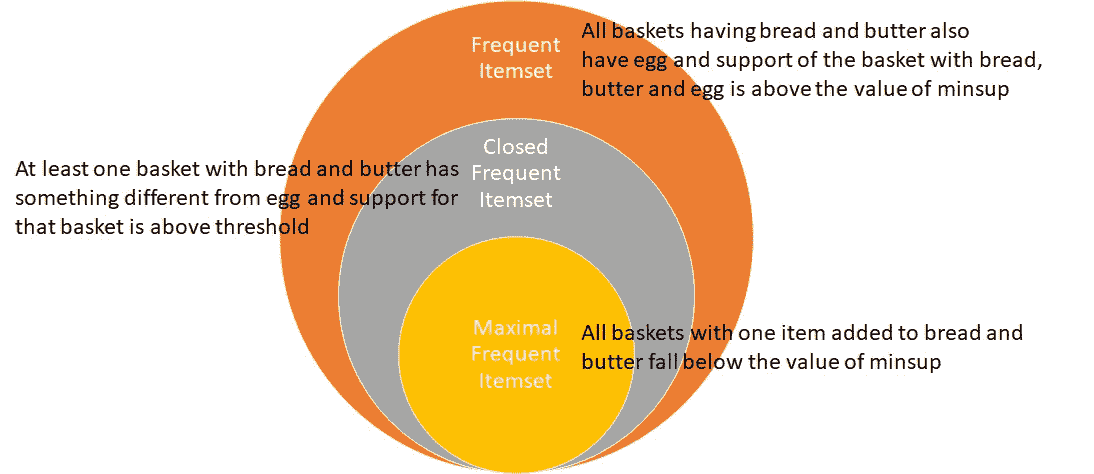 Frequent
Itemset
All baskets having bread and butter also
have egg and support of the basket with bread,
butter and egg is above the value of minsup
Closed
Frequent
Itemset
At least one basket with bread and butter has
something different from egg and support for
that basket is above threshold
Maximal
Frequent
Itemset
All baskets with one item added to bread and
butter fall below the value of minsup